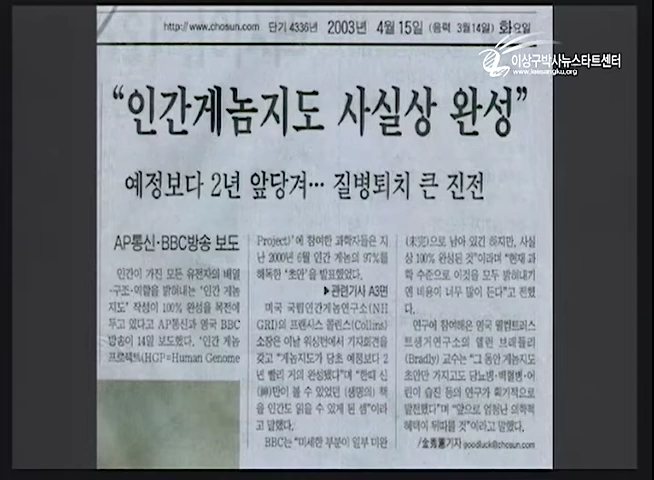 http://www.chosun.com 단기 4336년 2003년 4월 15일 (음력 3월 14일) 화요일
이상구박사뉴스타트센터
www.leesangku.org
“인간게놈지도 사실상 완성”
예정보다 2년 앞당겨… 질병퇴치 큰 진전
AP통신·BBC방송 보도
인간이 가진 모든 유전자의 배열
·구조·역할을 밝혀내는 ‘인간 게놈
지도’ 작성이 100% 완성을 목전에
두고 있다고 AP통신과 영국 BBC
방송이 14일 보도했다. ‘인간 게놈
프로젝트(HGP=Human Genome
Project)’에 참여한 과학자들은 지
난 2000년 6월 인간 게놈의 97%를
해독한 ‘초안’을 발표했었다.
▶관련기사 A3면
미국 국립인간게놈연구소(NH
GRI)의 프랜시스 콜린스(Collins)
소장은 이날 워싱턴에서 기자회견을
갖고 “게놈지도가 당초 예정보다 2
년 빨리 거의 완성됐다”며 “한때 신
(神)만이 볼 수 있었던 (생명의) 책
을 인간도 읽을 수 있게 된 셈”이라
고 말했다.
BBC는 “미세한 부분이 일부 미완
(未完)으로 남아 있긴 하지만, 사실
상 100% 완성된 것”이라며 “현재 과
학 수준으로 이것을 모두 밝혀내기
엔 비용이 너무 많이 든다”고 전했
다.
연구에 참여해온 영국 웰컴트러스
트생거연구소의 앨런 브래들리
(Bradly) 교수는 “그 동안 게놈지도
초안만 가지고도 당뇨병·백혈병·어
린이 습진 등의 연구가 획기적으로
발전했다”며 “앞으로 엄청난 의학적
혜택이 뒤따를 것”이라고 말했다.
/金秀惠기자 goodluck@chosun.com